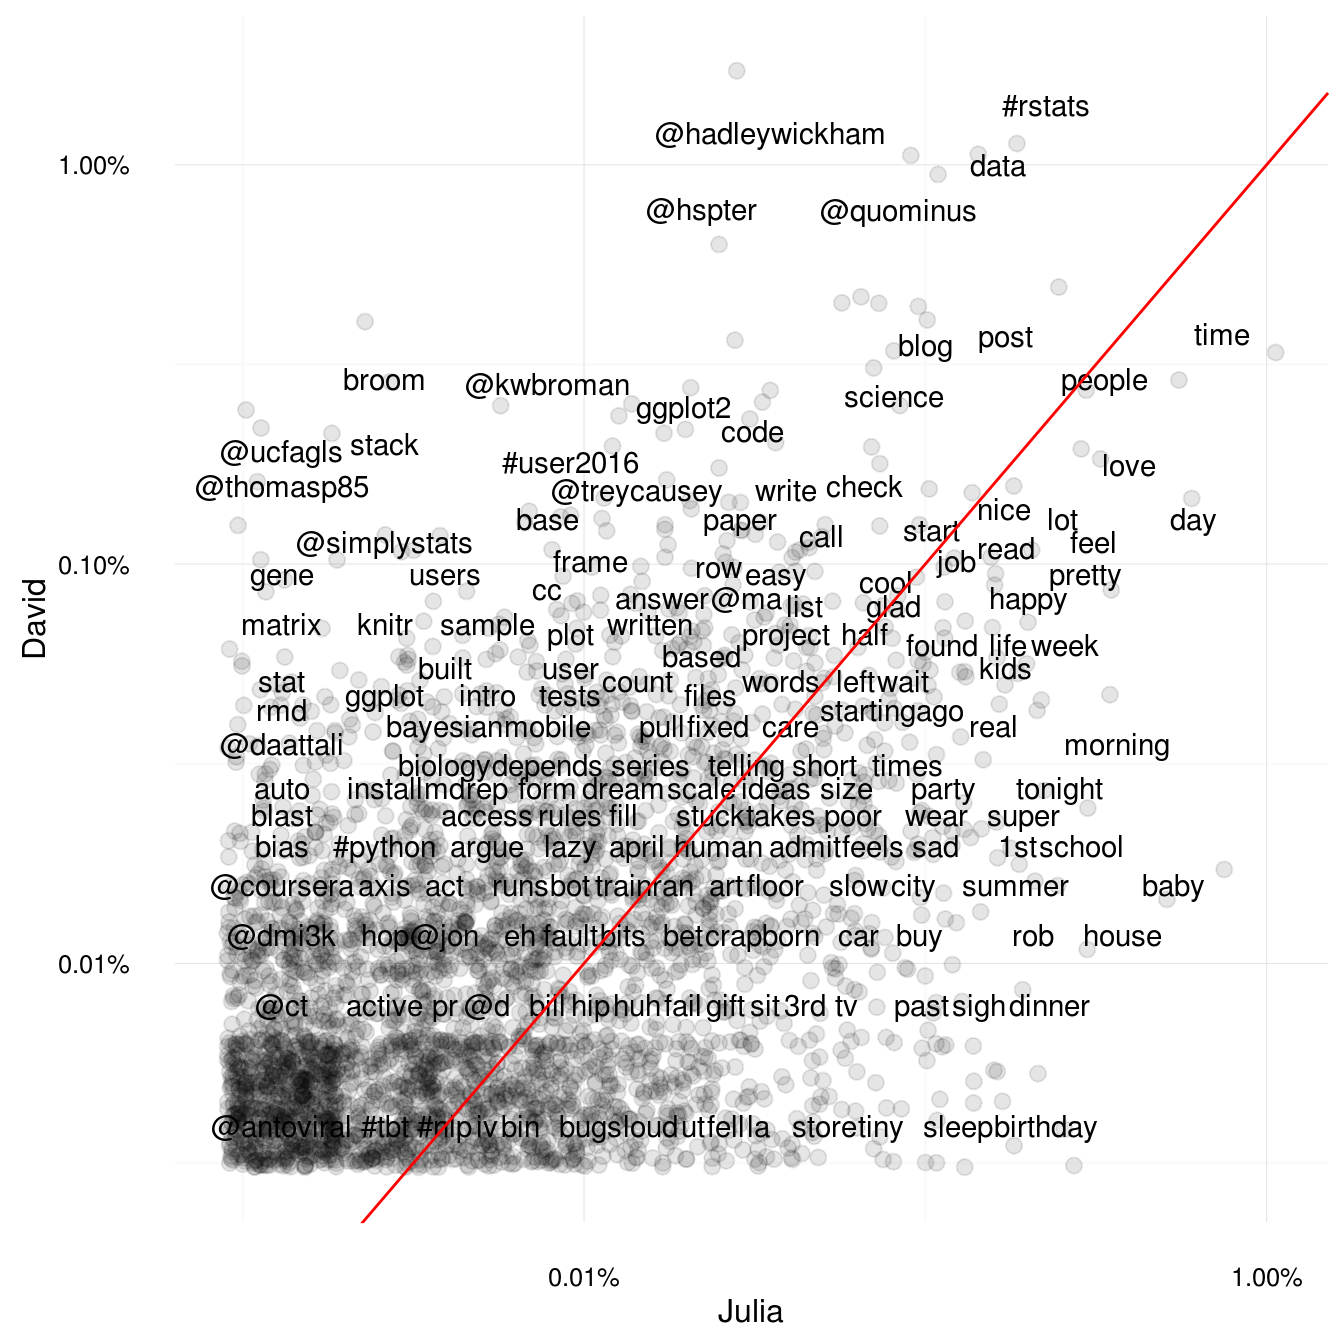 #rstats
@hadleywickham
1.00%
data
@hspter @quominus
time
post
blog
broom @kwbroman people
science
ggplot2
code
@ucfagls stack
#user2016 love
@thomasp85 @treycausey write check
nice
base paper lot day
start
@simplystats call feel
read
0.10% frame job
gene users row easy pretty
cc cool
answer @ma list glad happy
matrix knitr sample written
plot project half
found life week
based
built user kids
stat count words left wait
ggplot intro tests files
rmd starting ago
bayesian mobile pull fixed care real
@daattali morning
biology depends series telling short times
auto install mdrep form dream scale ideas size party tonight
blast access rules fill stuck takes poor wear super
bias #python argue lazy april human admit feels sad 1st school
@coursera axis act runs bot train ran art floor slow city summer baby
@dmi3k hop @jon eh fault bits bet crap born car buy rob house
0.01%
@ct active pr @d bill hip huh fail gift sit 3rd tv past sigh dinner
@antoviral #tbt #nlp iv bin bugs loud ut fell la store tiny sleep birthday
David
0.01% 1.00%
Julia